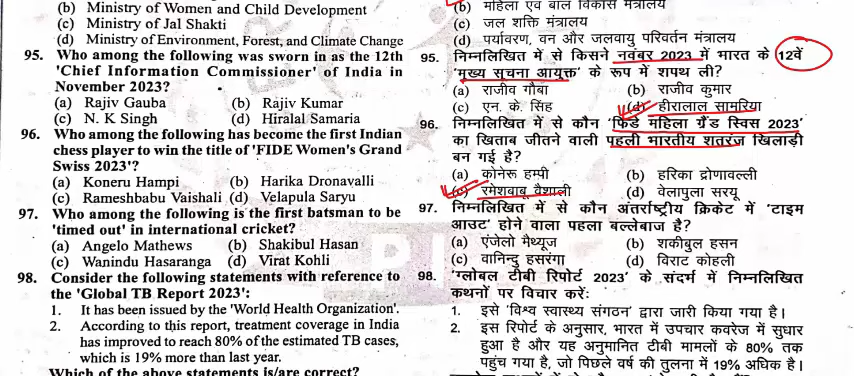 (b) Ministry of Women and Child Development
(c) Ministry of Jal Shakti
(d) Ministry of Environment, Forest, and Climate Change
95. Who among the following was sworn in as the 12th
'Chief Information Commissioner' of India in
November 2023?
(a) Rajiv Gauba (b) Rajiv Kumar
(c) N. K Singh (d) Hiralal Samaria
96. Who among the following has become the first Indian
chess player to win the title of 'FIDE Women's Grand
Swiss 2023'?
(a) Koneru Hampi (b) Harika Dronavalli
(c) Rameshbabu Vaishali (d) Velapula Saryu
97. Who among the following is the first batsman to be
'timed out' in international cricket?
(a) Angelo Mathews (b) Shakibul Hasan
(c) Wanindu Hasaranga (d) Virat Kohli
98. Consider the following statements with reference to
the 'Global TB Report 2023':
1. It has been issued by the 'World Health Organization'.
2. According to this report, treatment coverage in India
has improved to reach 80% of the estimated TB cases,
which is 19% more than last year.
Which of the above statements is/are correct?
(b) महिला एवं बाल विकास मंत्रालय
(c) जल शक्ति मंत्रालय
(d) पर्यावरण, वन और जलवायु परिवर्तन मंत्रालय
95. निम्नलिखित में से किसने नवंबर 2023 में भारत के 12वें
'मुख्य सूचना आयुक्त' के रूप में शपथ ली?
(a) राजीव गौबा (b) राजीव कुमार
(c) एन. के सिंह (d) हीरालाल सामरिया
96. निम्नलिखित में से कौन 'फिडे महिला ग्रैंड स्विस 2023'
का खिताब जीतने वाली पहली भारतीय शतरंज खिलाड़ी
बन गई है?
(a) कोनेरू हम्पी (b) हरिका द्रोणावल्ली
(c) रमेशबाबू वैशाली (d) वेलापुला सरयू
97. निम्नलिखित में से कौन अंतर्राष्ट्रीय क्रिकेट में 'टाइम
आउट' होने वाला पहला बल्लेबाज है?
(a) एंजेलो मैथ्यूज (b) शकीबुल हसन
(c) वानिन्दु हसरंगा (d) विराट कोहली
98. 'ग्लोबल टीबी रिपोर्ट 2023' के संदर्भ में निम्नलिखित
कथनों पर विचार करें:
1. इसे 'विश्व स्वास्थ्य संगठन' द्वारा जारी किया गया है।
2. इस रिपोर्ट के अनुसार, भारत में उपचार कवरेज में सुधार
हुआ है और यह अनुमानित टीबी मामलों के 80% तक
पहुंच गया है, जो पिछले वर्ष की तुलना में 19% अधिक है।